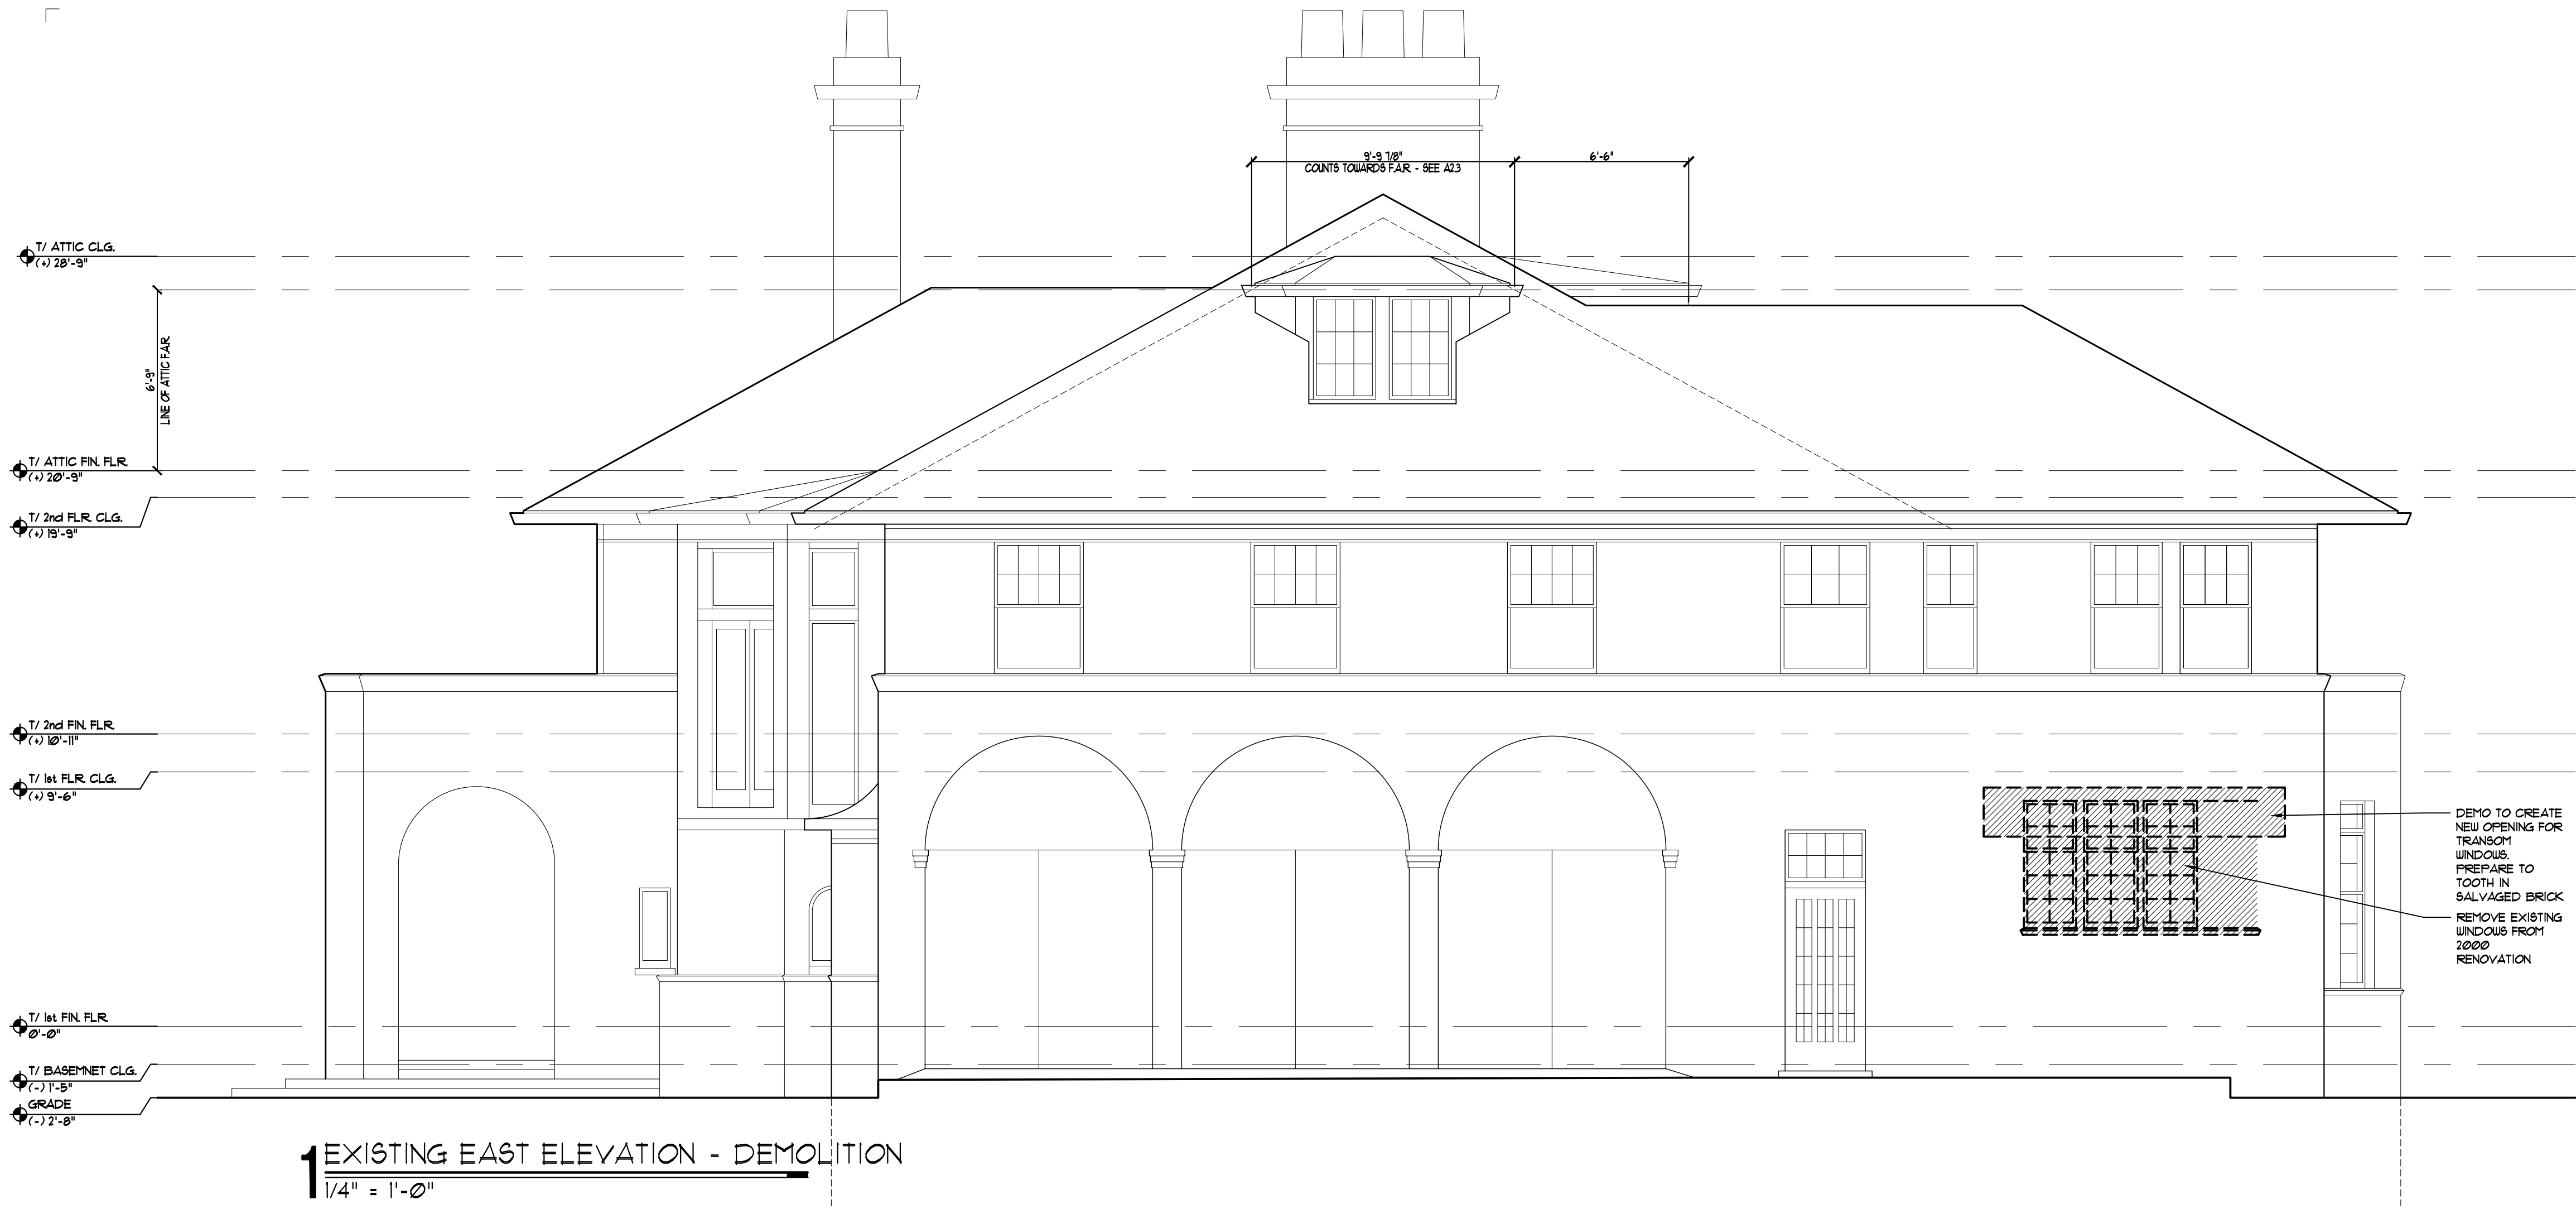 9'-9 7/8"
COUNTS TOWARDS F.A.R. - SEE A2.3
6'-6"
T/ ATTIC CLG.
(+) 28'-9"
6'-9"
LINE OF ATTIC F.A.R.
T/ ATTIC FIN. FLR.
(+) 20'-9"
T/ 2nd FLR. CLG.
(+) 19'-9"
T/ 2nd FIN. FLR.
(+) 10'-11"
T/ 1st FLR. CLG.
(+) 9'-6"
DEMO TO CREATE
NEW OPENING FOR
TRANSOM
WINDOWS.
PREPARE TO
TOOTH IN
SALVAGED BRICK
REMOVE EXISTING
WINDOWS FROM
2000
RENOVATION
T/ 1st FIN. FLR.
0'-0"
T/ BASEMNET CLG.
(-) 1'-5"
GRADE
(-) 2'-8"
1 EXISTING EAST ELEVATION - DEMOLITION
1/4" = 1'-0"